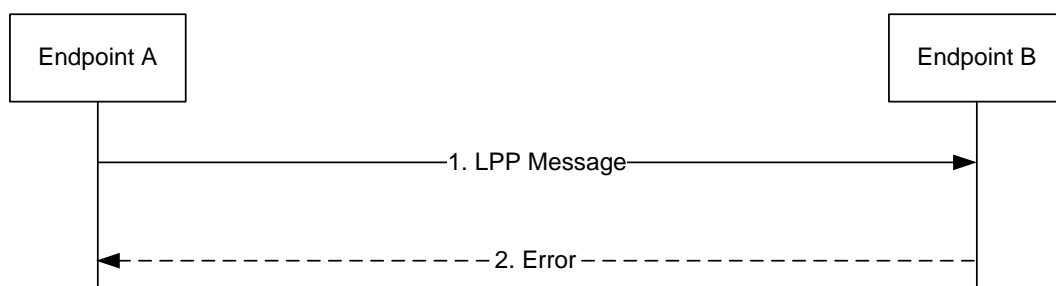 Endpoint A
Endpoint B
1. LPP Message
2. Error